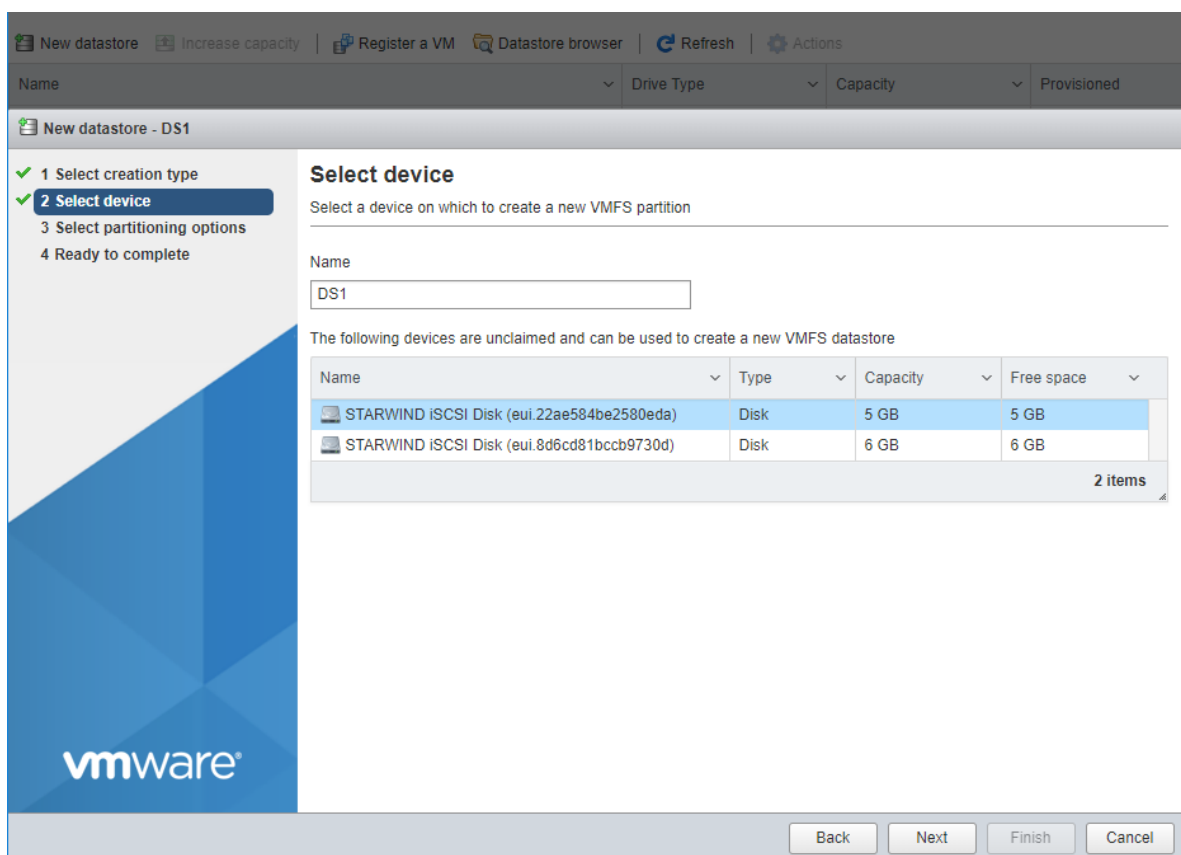 New datastore Increase capacity Register a VM Datastore browser Refresh Actions
Name Drive Type Capacity Provisioned
New datastore - DS1
1 Select creation type
2 Select device
3 Select partitioning options
4 Ready to complete
Select device
Select a device on which to create a new VMFS partition
Name
DS1
The following devices are unclaimed and can be used to create a new VMFS datastore
Name Type Capacity Free space
STARWIND iSCSI Disk (eui.22ae584be2580eda) Disk 5 GB 5 GB
STARWIND iSCSI Disk (eui.8d6cd81bccb9730d) Disk 6 GB 6 GB
2 items
vmware®
Back Next Finish Cancel